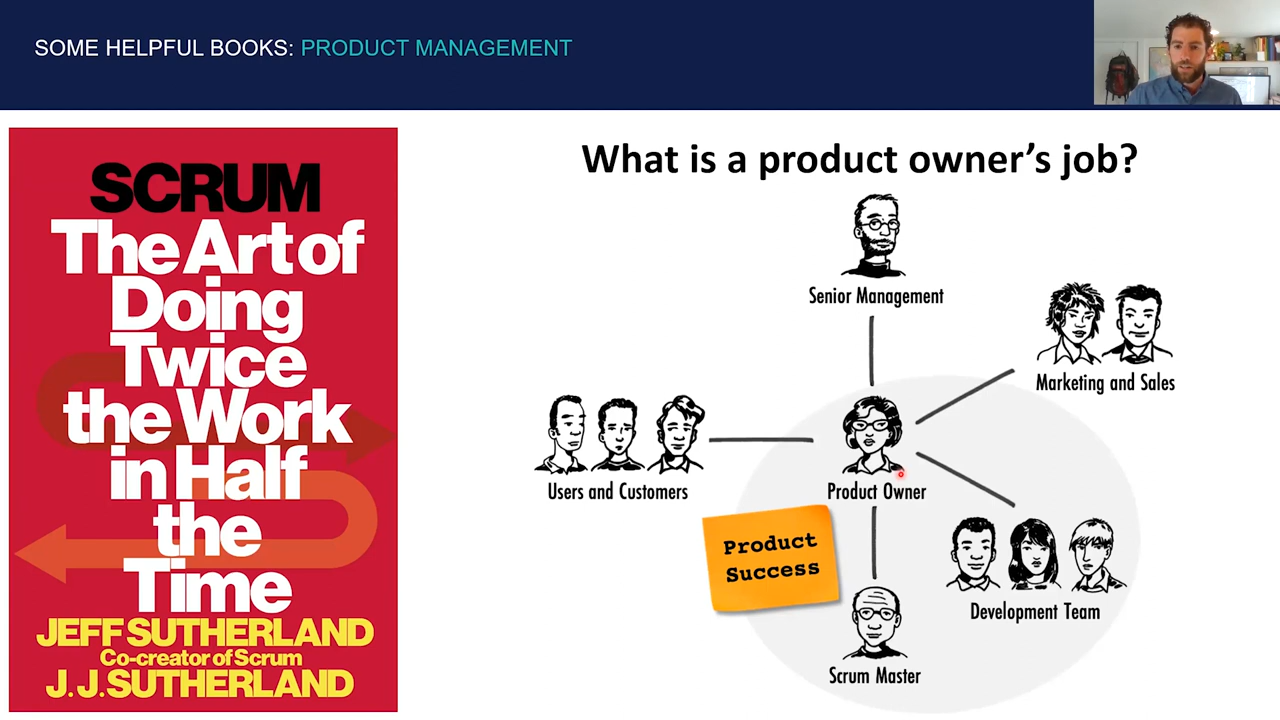 SOME HELPFUL BOOKS: PRODUCT MANAGEMENT
SCRUM
The Art of
Doing
Twice
the Work
in Half
the
Time
JEFF SUTHERLAND
Co-creator of Scrum
J. J. SUTHERLAND
What is a product owner's job?
Senior Management
Marketing and Sales
Users and Customers
Product Owner
Product
Success
Development Team
Scrum Master